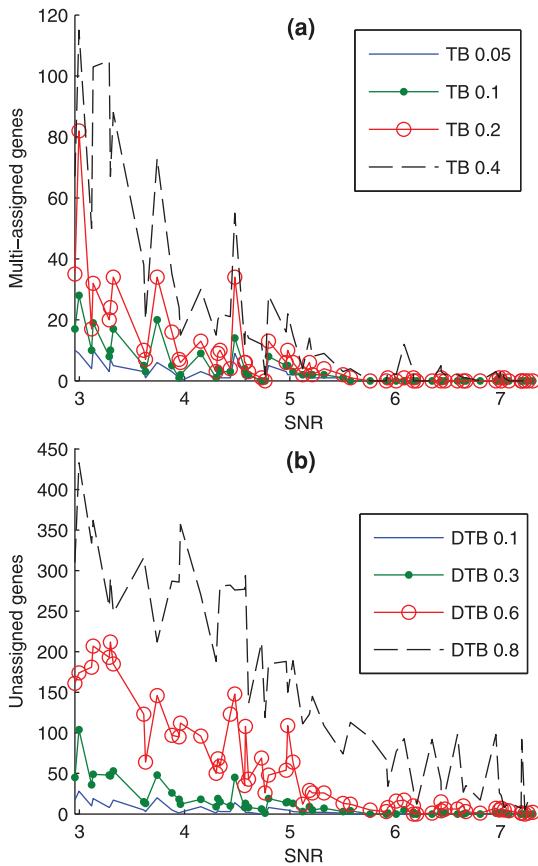 (a)
120
100
80
60
40
20
0
Multi-assigned genes
TB 0.05
TB 0.1
TB 0.2
TB 0.4
3 4 5 6 7
SNR
(b)
450
400
350
300
250
200
150
100
50
0
Unassigned genes
DTB 0.1
DTB 0.3
DTB 0.6
DTB 0.8
3 4 5 6 7
SNR